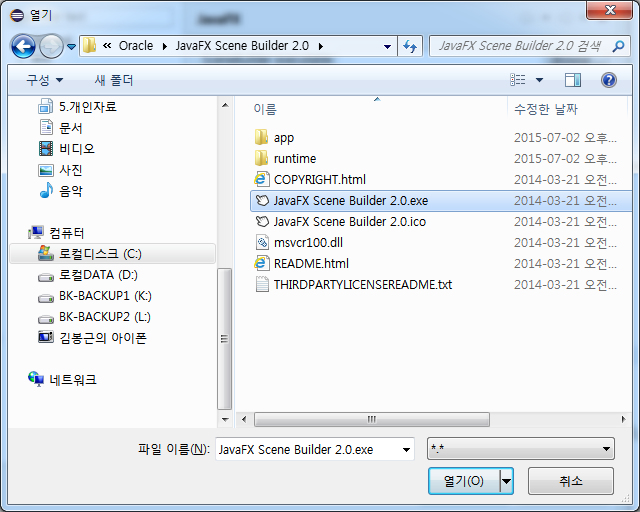 열기
« Oracle ▸ JavaFX Scene Builder 2.0 ▸
JavaFX Scene Builder 2.0 검색
구성
새 폴더
5.개인자료
문서
비디오
사진
음악
컴퓨터
로컬디스크 (C:)
로컬DATA (D:)
BK-BACKUP1 (K:)
BK-BACKUP2 (L:)
김봉근의 아이폰
네트워크
이름 수정한 날짜
app 2015-07-02 오후...
runtime 2015-07-02 오후...
COPYRIGHT.html 2014-03-21 오전...
JavaFX Scene Builder 2.0.exe 2014-03-21 오전...
JavaFX Scene Builder 2.0.ico 2014-03-21 오전...
msvcr100.dll 2014-03-21 오전...
README.html 2014-03-21 오전...
THIRDPARTYLICENSEREADME.txt 2014-03-21 오전...
파일 이름(N): JavaFX Scene Builder 2.0.exe *.*
열기(O) 취소